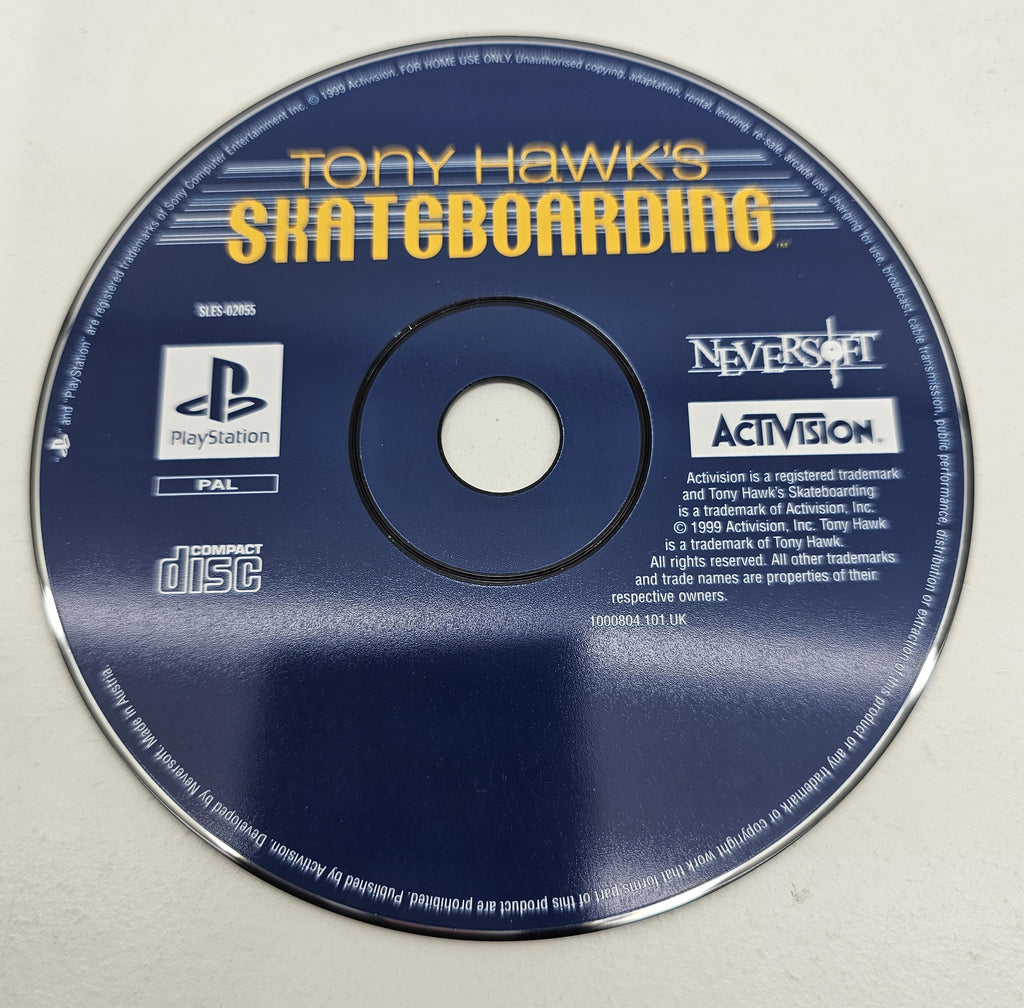 TONY HAWK'S
SKATEBOARDING™
SLES-02055
PlayStation
PAL
COMPACT
disc
NEVERSOFT
ACTIVISION®
Activision is a registered trademark
and Tony Hawk's Skateboarding
is a trademark of Activision, Inc.
© 1999 Activision, Inc. Tony Hawk
is a trademark of Tony Hawk.
All rights reserved. All other trademarks
and trade names are properties of their
respective owners.
1000804.101.UK
" and "PlayStation" are registered trademarks of Sony Computer Entertainment Inc. © 1999 Activision. FOR HOME USE ONLY. Unauthorised copying, adaptation, rental, lending, re-sale, arcade use, charging for use, broadcast, cable transmission, public performance, distribution or extraction of this product or any trademark or copyright work that forms part of this product are prohibited. Published by Activision. Developed by Neversoft. Made in Austria.